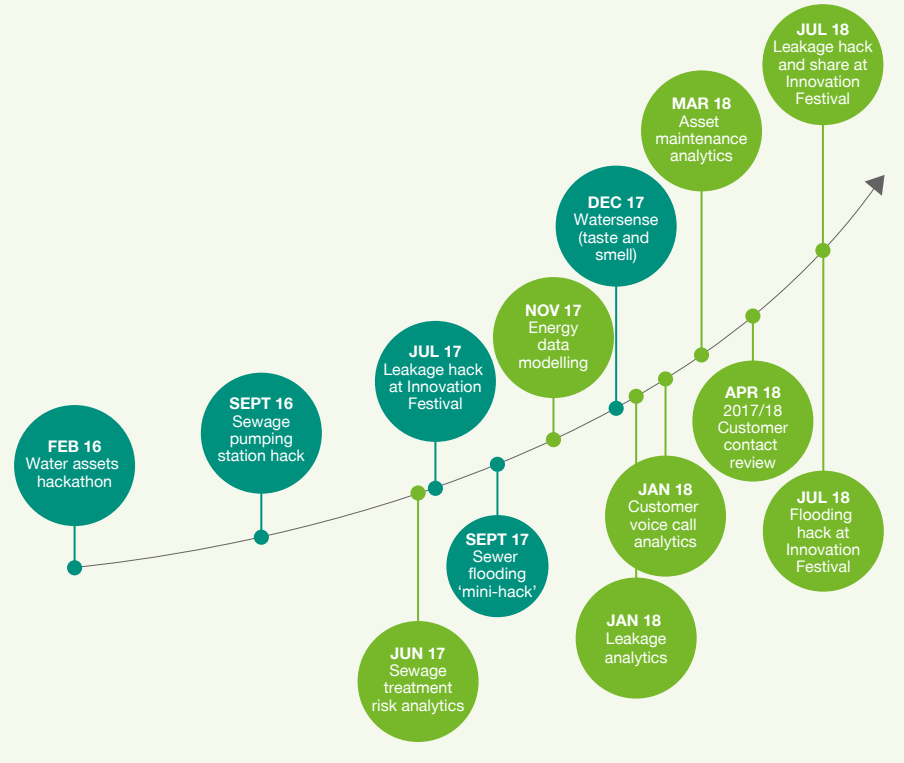 FEB 16
Water assets
hackathon
SEPT 16
Sewage
pumping
station hack
JUN 17
Sewage
treatment
risk analytics
JUL 17
Leakage hack
at Innovation
Festival
SEPT 17
Sewer
flooding
‘mini-hack’
NOV 17
Energy
data
modelling
DEC 17
Watersense
(taste and
smell)
JAN 18
Leakage
analytics
JAN 18
Customer
voice call
analytics
MAR 18
Asset
maintenance
analytics
APR 18
2017/18
Customer
contact
review
JUL 18
Leakage hack
and share at
Innovation
Festival
JUL 18
Flooding
hack at
Innovation
Festival